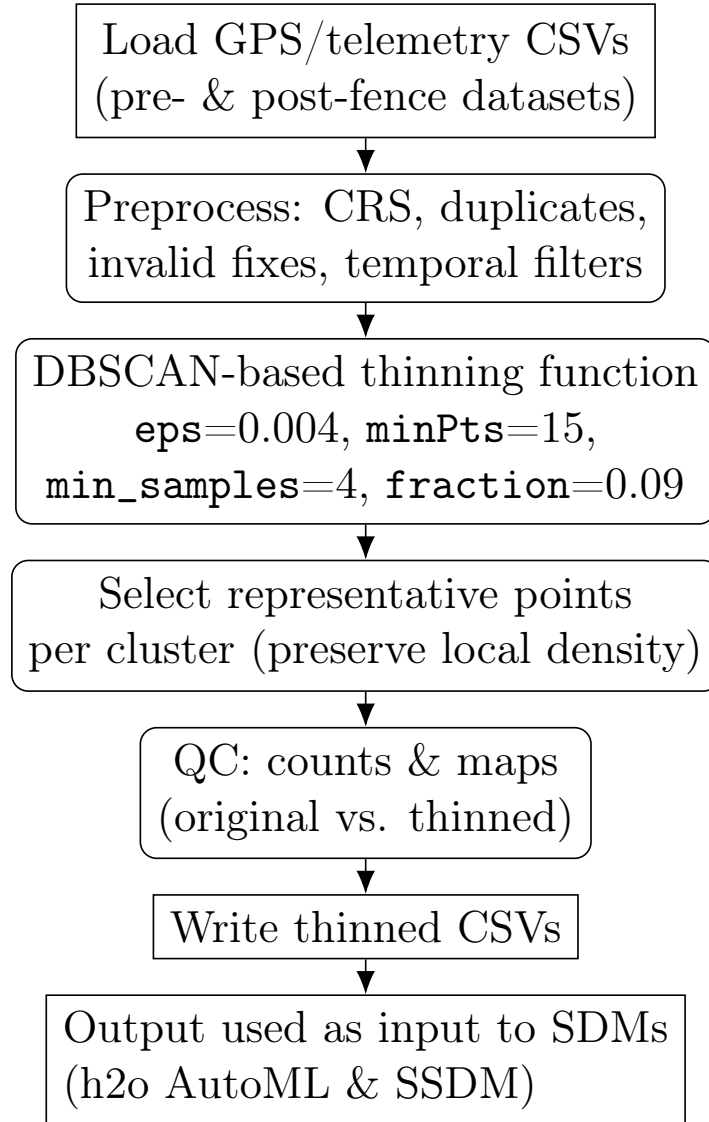 Load GPS/telemetry CSVs
(pre- & post-fence datasets)
Preprocess: CRS, duplicates,
invalid fixes, temporal filters
DBSCAN-based thinning function
eps=0.004, minPts=15,
min_samples=4, fraction=0.09
Select representative points
per cluster (preserve local density)
QC: counts & maps
(original vs. thinned)
Write thinned CSVs
Output used as input to SDMs
(h2o AutoML & SSDM)